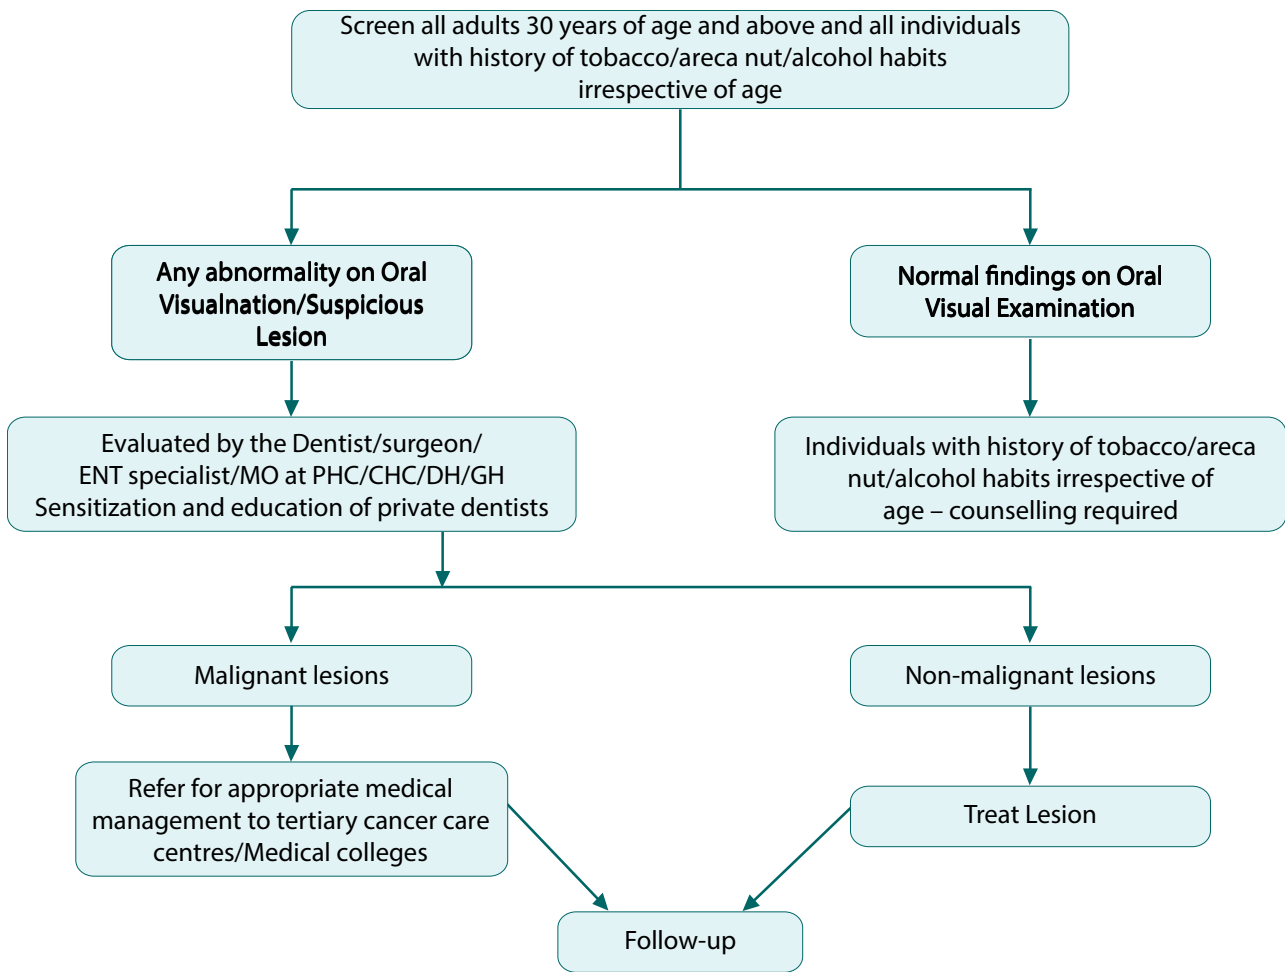 Screen all adults 30 years of age and above and all individuals
with history of tobacco/areca nut/alcohol habits
irrespective of age
Any abnormality on Oral
Visualnation/Suspicious
Lesion
Normal findings on Oral
Visual Examination
Evaluated by the Dentist/surgeon/
ENT specialist/MO at PHC/CHC/DH/GH
Sensitization and education of private dentists
Individuals with history of tobacco/areca
nut/alcohol habits irrespective of
age – counselling required
Malignant lesions
Non-malignant lesions
Refer for appropriate medical
management to tertiary cancer care
centres/Medical colleges
Treat Lesion
Follow-up